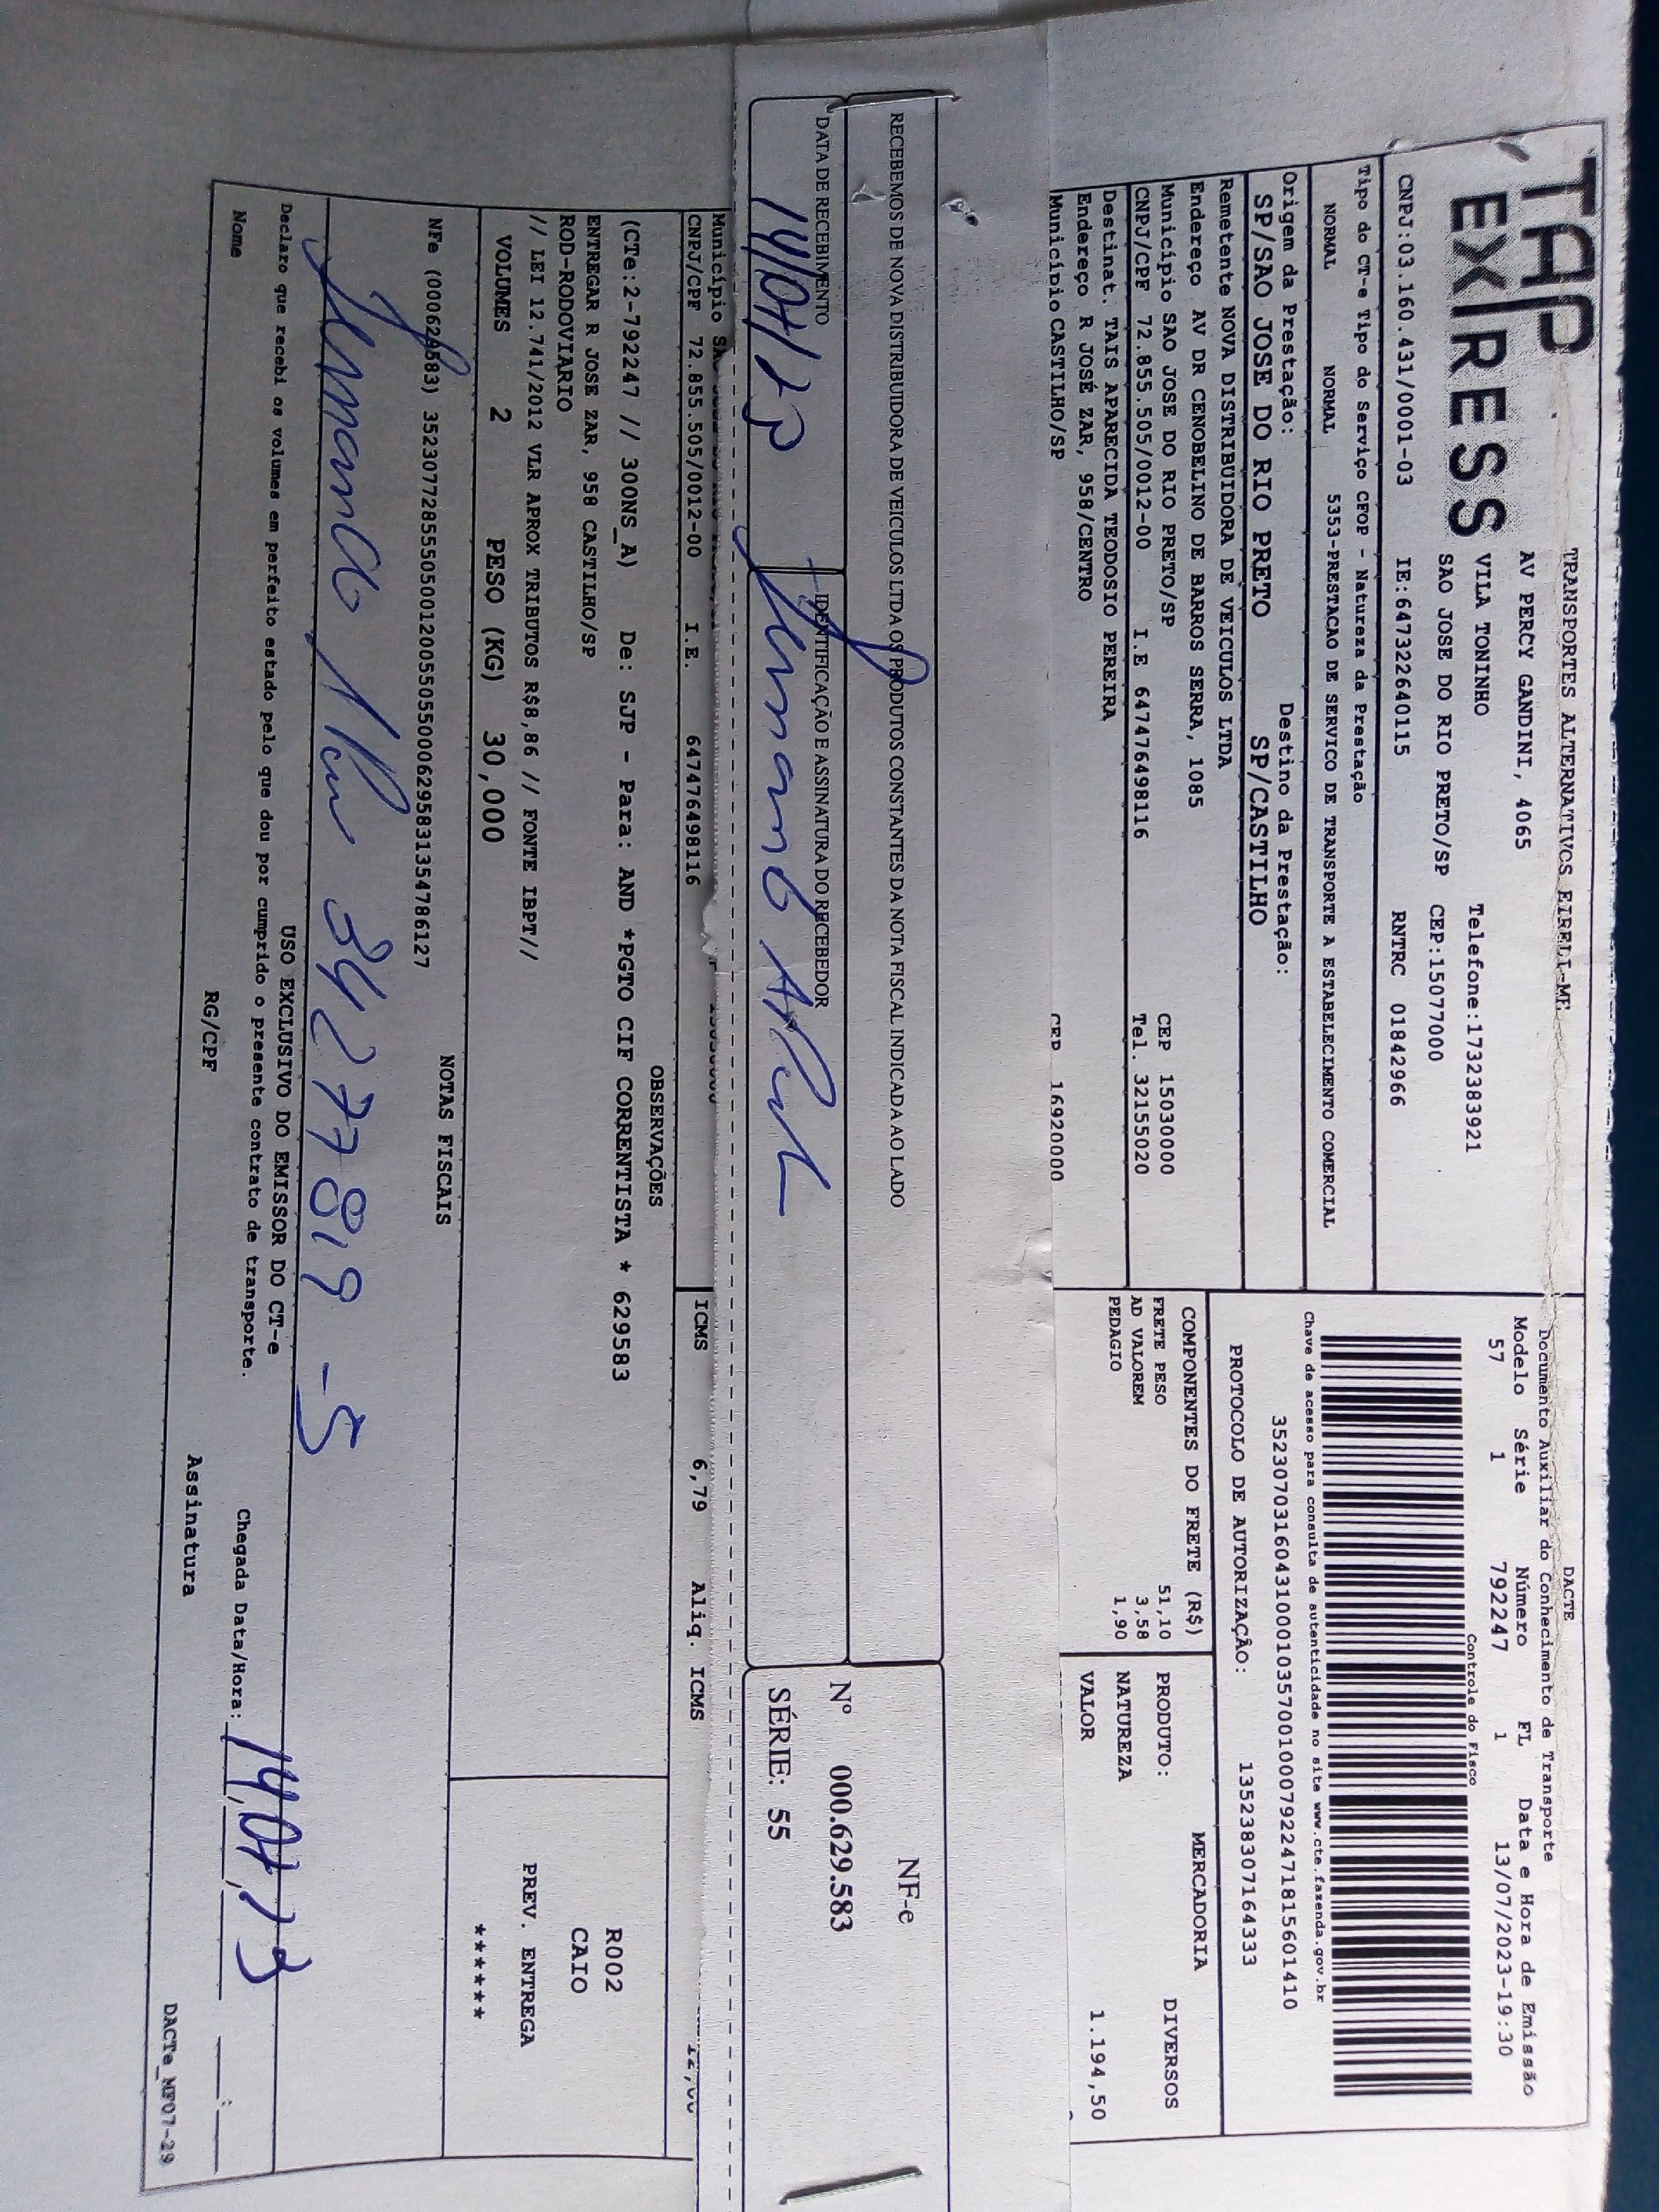 TAP
EXPRESS
TRANSPORTES ALTERNATIVOS EIRELI-ME
AV PERCY GANDINI, 4065
VILA TONINHO Telefone:1732383921
SAO JOSE DO RIO PRETO/SP CEP:15077000
CNPJ:03.160.431/0001-03 IE:647322640115 RNTRC 01842966
DACTE
Documento Auxiliar do Conhecimento de Transporte
Modelo Série Número FL Data e Hora de Emissão
57 1 792247 1 13/07/2023-19:30
Controle do Fisco
Chave de acesso para consulta de autenticidade no site www.cte.fazenda.gov.br
35230703160431000103570010007922471815601410
PROTOCOLO DE AUTORIZAÇÃO: 135238307164333
Tipo do CT-e Tipo do Serviço CFOP - Natureza da Prestação
NORMAL NORMAL 5353-PRESTACAO DE SERVICO DE TRANSPORTE A ESTABELECIMENTO COMERCIAL
Origem da Prestação: Destino da Prestação:
SP/SAO JOSE DO RIO PRETO SP/CASTILHO
Remetente NOVA DISTRIBUIDORA DE VEICULOS LTDA
Endereço AV DR CENOBELINO DE BARROS SERRA, 1085
Município SAO JOSE DO RIO PRETO/SP CEP 15030000
CNPJ/CPF 72.855.505/0012-00 I.E 647476498116 Tel. 32155020
Destinat. TAIS APARECIDA TEODOSIO PEREIRA
Endereço R JOSÉ ZAR, 958/CENTRO
Município CASTILHO/SP CEP 16920000
COMPONENTES DO FRETE (R$)
FRETE PESO 51,10
AD VALOREM 3,58
PEDAGIO 1,90
MERCADORIA
PRODUTO: DIVERSOS
NATUREZA
VALOR 1.194,50
RECEBEMOS DE NOVA DISTRIBUIDORA DE VEICULOS LTDA OS PRODUTOS CONSTANTES DA NOTA FISCAL INDICADA AO LADO
DATA DE RECEBIMENTO IDENTIFICAÇÃO E ASSINATURA DO RECEBEDOR
NF-e
Nº 000.629.583
SÉRIE: 55
Município
CNPJ/CPF 72.855.505/0012-00 I.E. 647476498116
ICMS 6,79 Aliq. ICMS 12,00
OBSERVAÇÕES
(CTe:2-792247 // 300NS_A) De: SJP - Para: AND *PGTO CIF CORRENTISTA * 629583
ENTREGAR R JOSE ZAR, 958 CASTILHO/SP
ROD-RODOVIARIO
// LEI 12.741/2012 VLR APROX TRIBUTOS R$8,86 // FONTE IBPT//
VOLUMES 2 PESO (KG) 30,000
R002
CAIO
PREV. ENTREGA
*******
NOTAS FISCAIS
NFe (000629583) 35230772855505001200550550006295831354786127
34277819-5
USO EXCLUSIVO DO EMISSOR DO CT-e
Declaro que recebi os volumes em perfeito estado pelo que dou por cumprido o presente contrato de transporte.
Chegada Data/Hora:
Nome RG/CPF Assinatura
DACTe_MF07-29